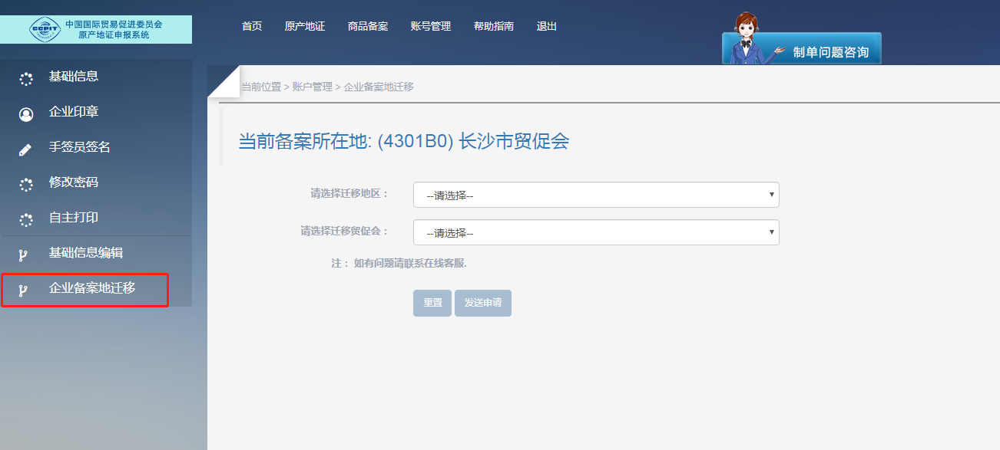 CCPIT
中国国际贸易促进委员会
原产地证申报系统
首页 原产地证 商品备案 账号管理 帮助指南 退出
制单问题咨询
基础信息
企业印章
手签员签名
修改密码
自主打印
基础信息编辑
企业备案地迁移
当前位置 > 账户管理 > 企业备案地迁移
当前备案所在地: (4301B0) 长沙市贸促会
请选择迁移地区：
--请选择--
请选择迁移贸促会：
--请选择--
注： 如有问题请联系在线客服.
重置 发送申请